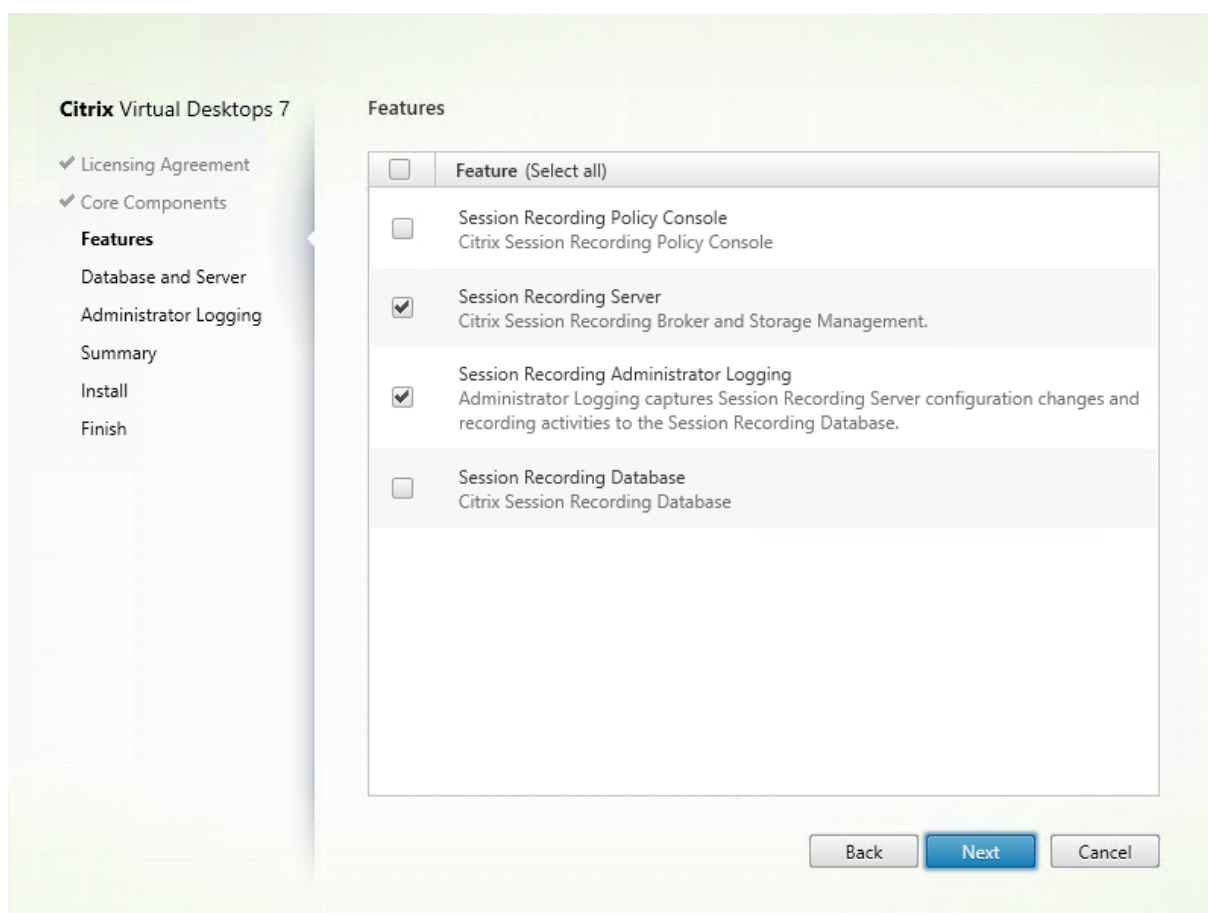 Citrix Virtual Desktops 7
Licensing Agreement
Core Components
Features
Database and Server
Administrator Logging
Summary
Install
Finish
Features
Feature (Select all)
Session Recording Policy Console
Citrix Session Recording Policy Console
Session Recording Server
Citrix Session Recording Broker and Storage Management.
Session Recording Administrator Logging
Administrator Logging captures Session Recording Server configuration changes and
recording activities to the Session Recording Database.
Session Recording Database
Citrix Session Recording Database
Back
Next
Cancel